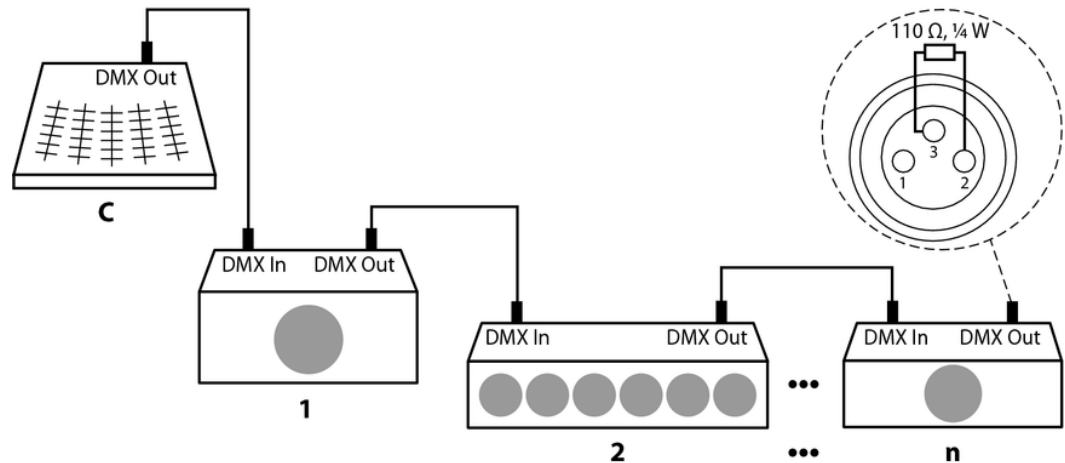 110 Ω, ¼ W
DMX Out
3
1
2
C
DMX In
DMX Out
1
DMX In
DMX Out
2
DMX In
DMX Out
n